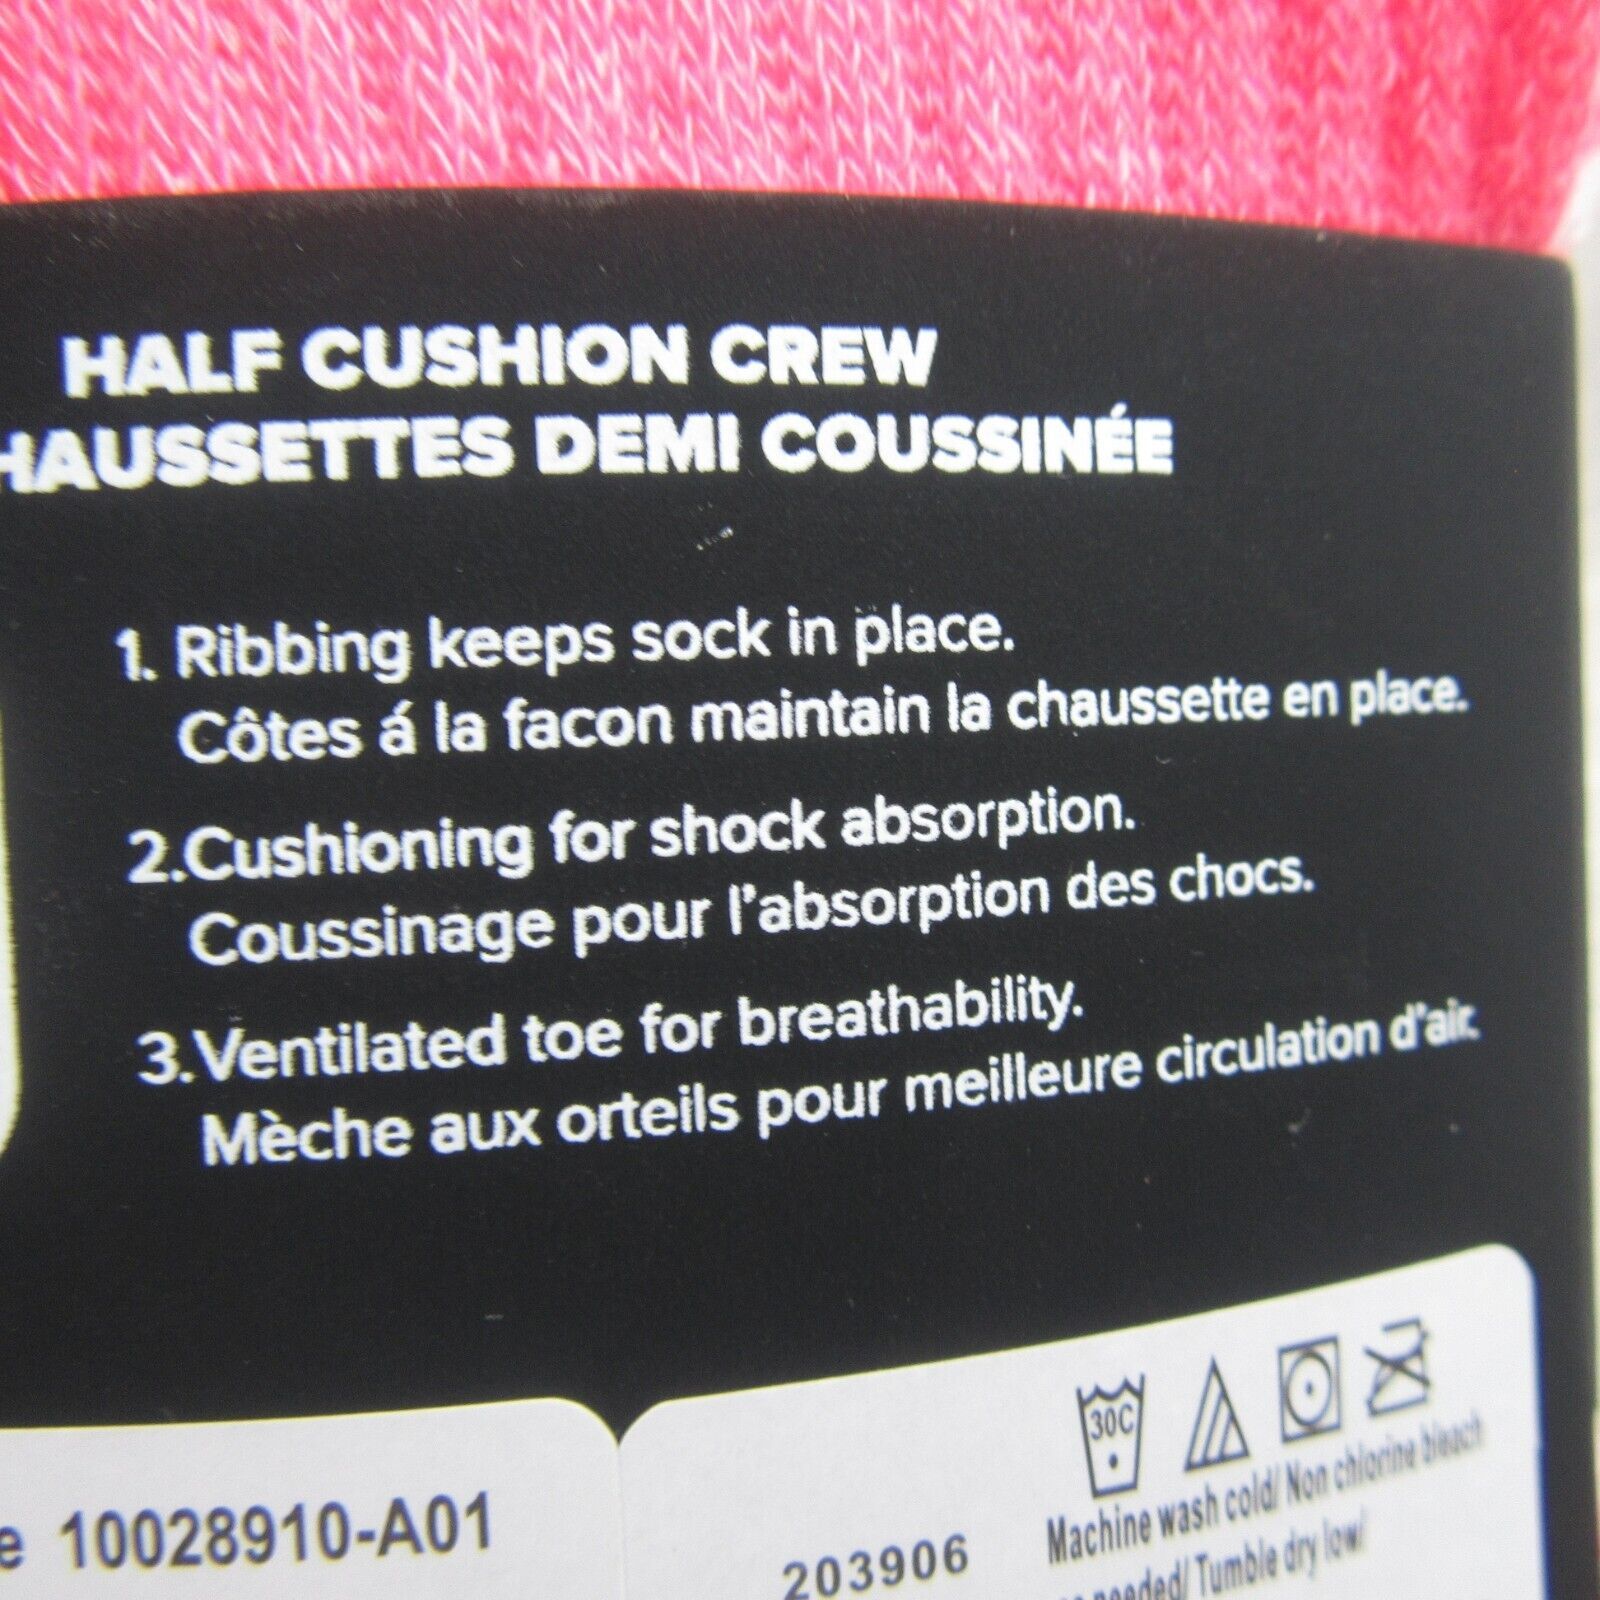 HALF CUSHION CREW
HAUSSETTES DEMI COUSSINÉE
1. Ribbing keeps sock in place.
Côtes á la facon maintain la chaussette en place.
2.Cushioning for shock absorption.
Coussinage pour l'absorption des chocs.
3.Ventilated toe for breathability.
Mèche aux orteils pour meilleure circulation d'air.
30C
Machine wash cold/ Non chlorine bleach
needed/ Tumble dry low/
e 10028910-A01
203906